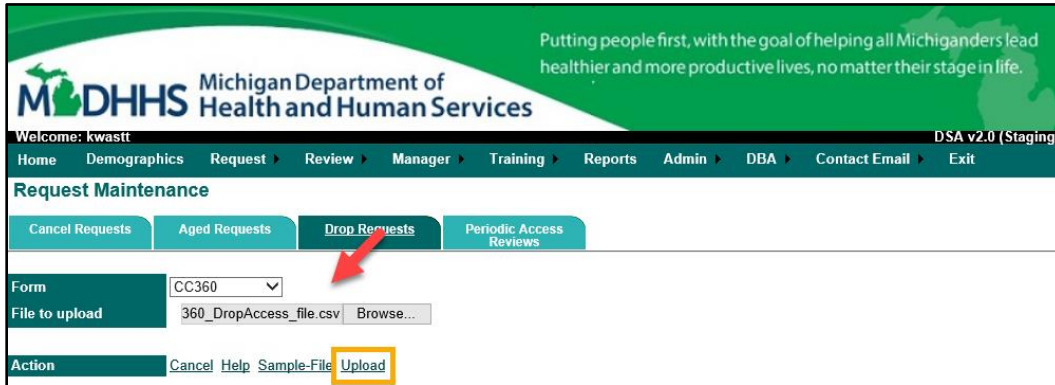 Putting people first, with the goal of helping all Michiganders lead
healthier and more productive lives, no matter their stage in life.
MDHHS Michigan Department of
Health and Human Services
Welcome: kwastt DSA v2.0 (Staging
Home Demographics Request Review Manager Training Reports Admin DBA Contact Email Exit
Request Maintenance
Cancel Requests Aged Requests Drop Requests Periodic Access
Reviews
Form CC360
File to upload 360_DropAccess_file.csv Browse...
Action Cancel Help Sample-File Upload